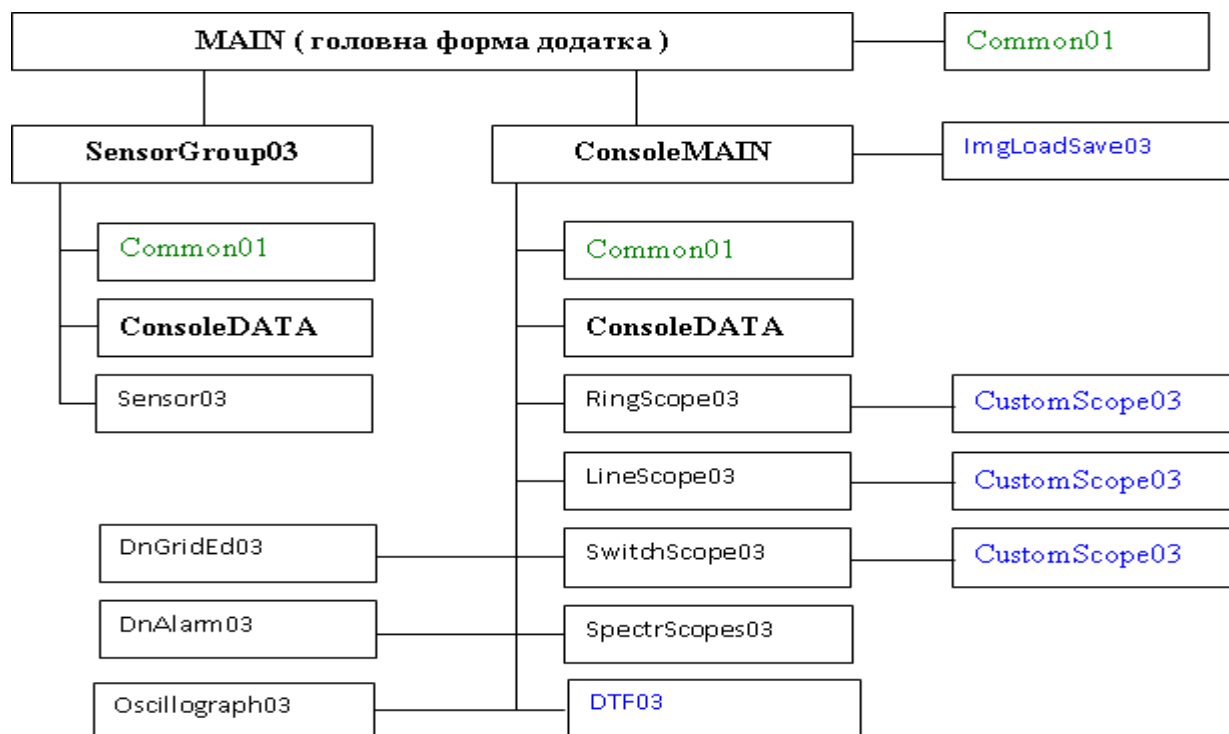 MAIN ( головна форма додатка )
Common01
SensorGroup03
ConsoleMAIN
ImgLoadSave03
Common01
Common01
ConsoleDATA
ConsoleDATA
Sensor03
RingScope03
CustomScope03
LineScope03
CustomScope03
DnGridEd03
SwitchScope03
CustomScope03
DnAlarm03
SpectrScopes03
Oscillograph03
DTF03